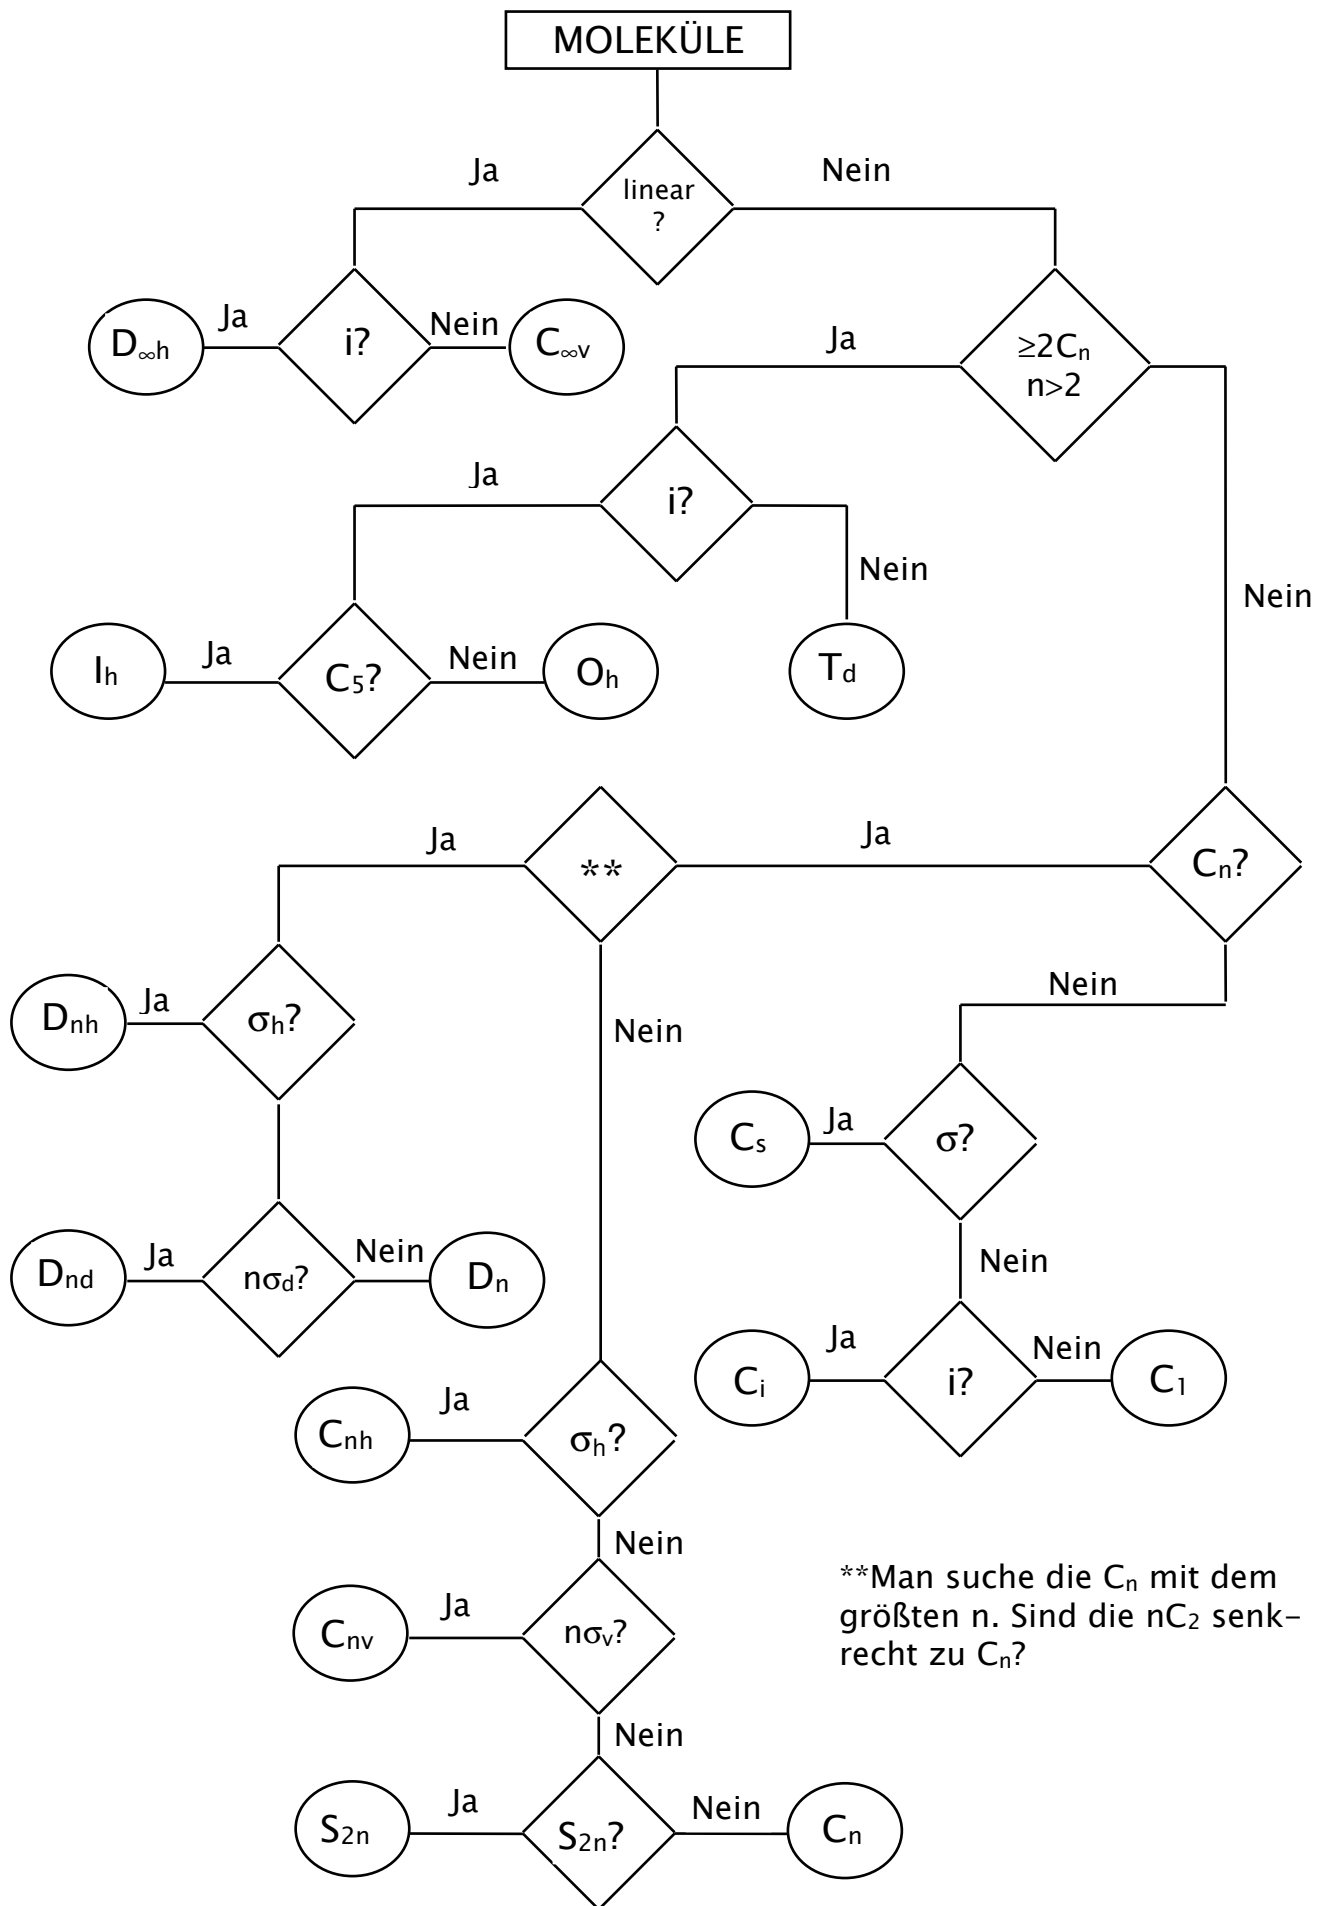 MOLEKÜLE
Ja
Nein
linear
?
D∞h
Ja
i?
Nein
C∞v
Ja
≥2Cn
n>2
Ja
i?
Nein
Nein
Ih
Ja
C5?
Nein
Oh
Td
Ja
**
Ja
Cn?
Dnh
Ja
σh?
Nein
Nein
Cs
Ja
σ?
Dnd
Ja
nσd?
Nein
Dn
Nein
Ci
Ja
i?
Nein
C1
Cnh
Ja
σh?
Nein
Cnv
Ja
nσv?
Nein
S2n
Ja
S2n?
Nein
Cn
**Man suche die Cn mit dem
größten n. Sind die nC2 senk-
recht zu Cn?